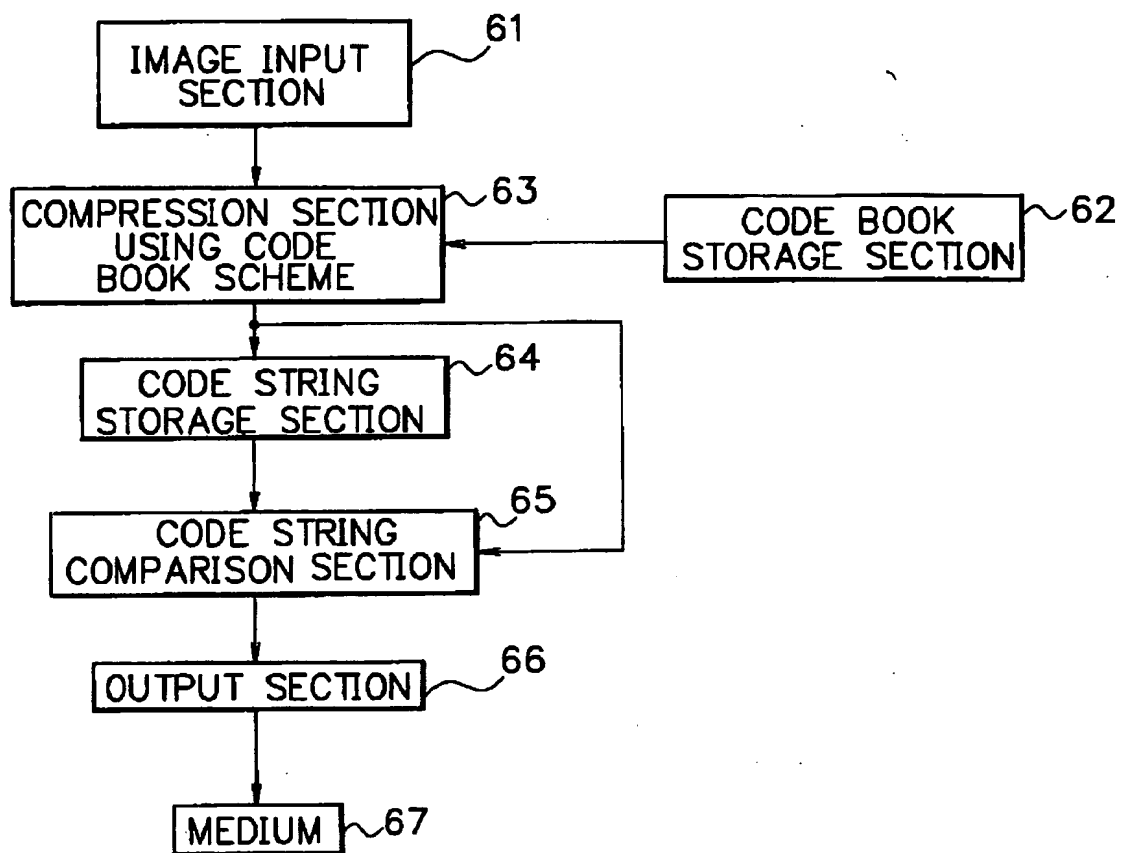 61
IMAGE INPUT
SECTION
63
COMPRESSION SECTION
USING CODE
BOOK SCHEME
CODE BOOK
STORAGE SECTION
62
64
CODE STRING
STORAGE SECTION
65
CODE STRING
COMPARISON SECTION
66
OUTPUT SECTION
MEDIUM
67